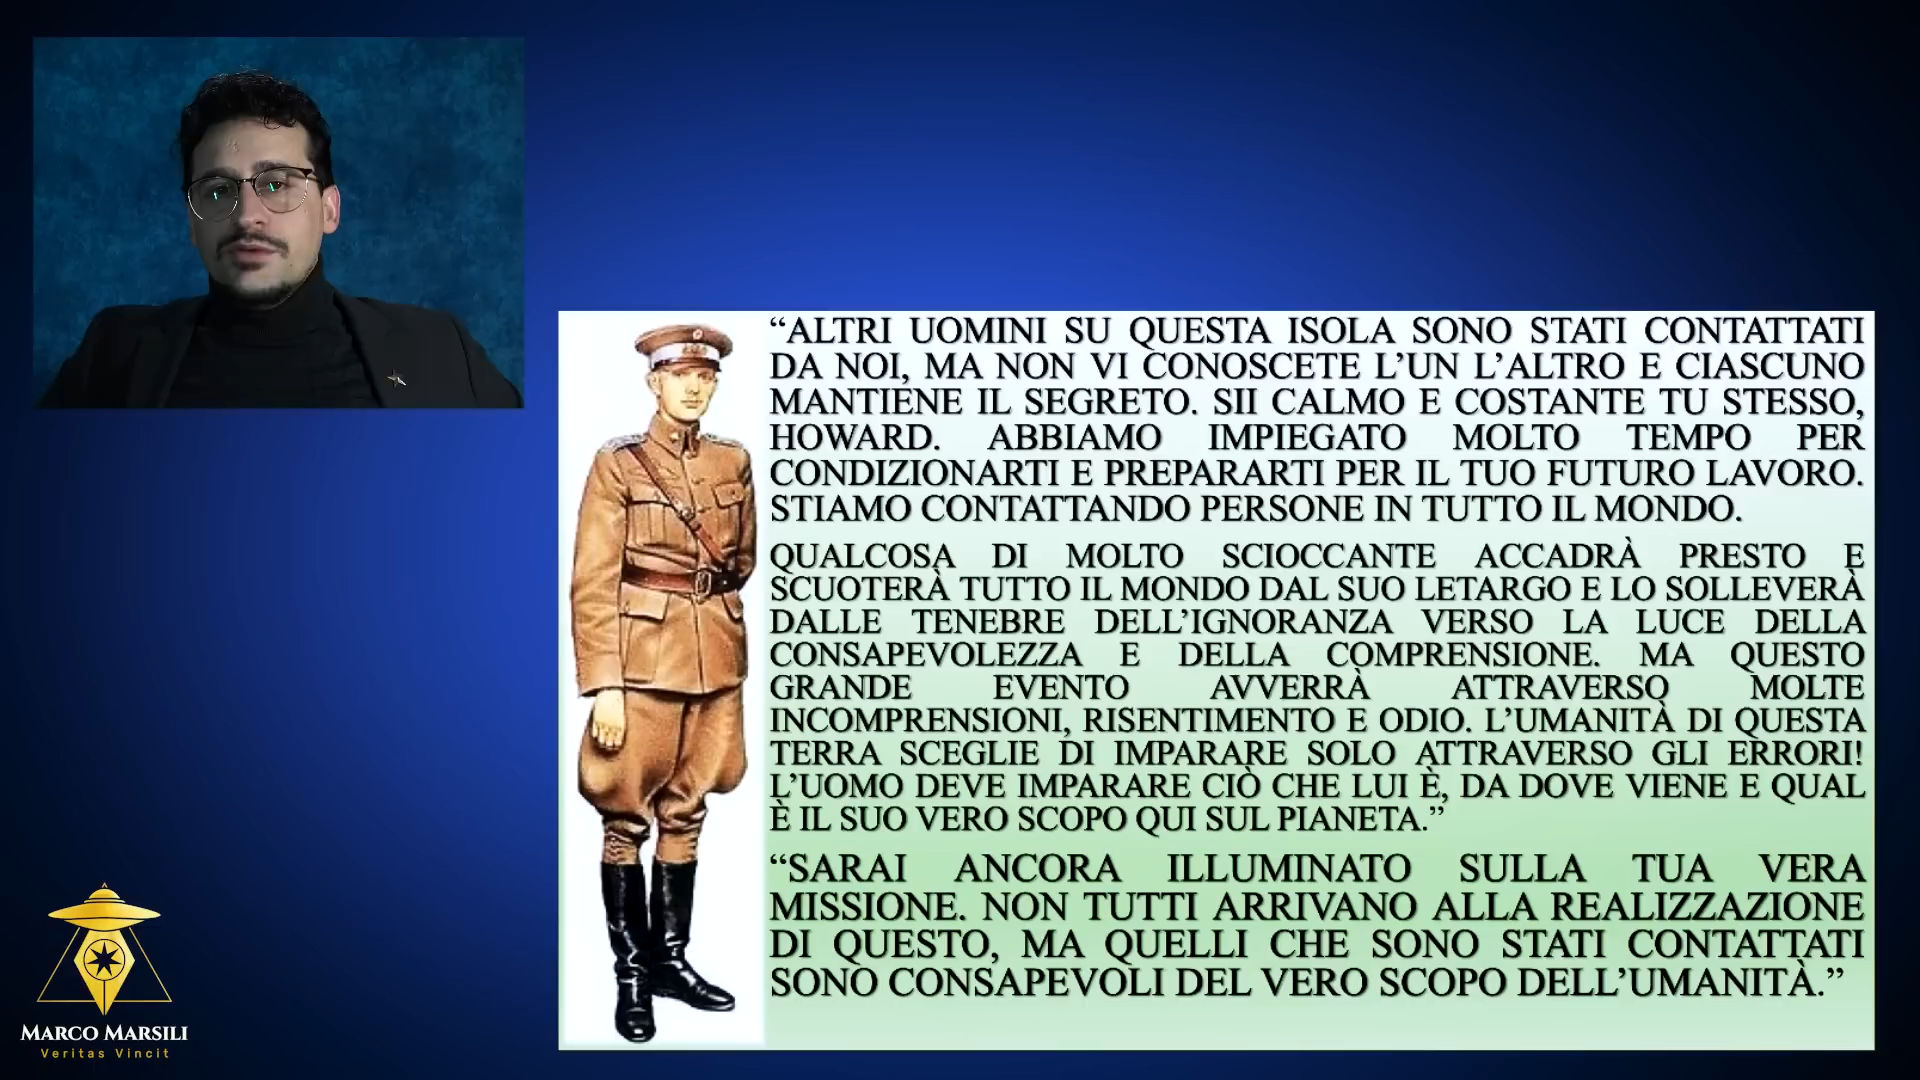 “ALTRI UOMINI SU QUESTA ISOLA SONO STATI CONTATTATI
DA NOI, MA NON VI CONOSCETE L’UN L’ALTRO E CIASCUNO
MANTIENE IL SEGRETO. SII CALMO E COSTANTE TU STESSO,
HOWARD. ABBIAMO IMPIEGATO MOLTO TEMPO PER
CONDIZIONARTI E PREPARARTI PER IL TUO FUTURO LAVORO.
STIAMO CONTATTANDO PERSONE IN TUTTO IL MONDO.
QUALCOSA DI MOLTO SCIOCCANTE ACCADRÀ PRESTO E
SCUOTERÀ TUTTO IL MONDO DAL SUO LETARGO E LO SOLLEVERÀ
DALLE TENEBRE DELL’IGNORANZA VERSO LA LUCE DELLA
CONSAPEVOLEZZA E DELLA COMPRENSIONE. MA QUESTO
GRANDE EVENTO AVVERRÀ ATTRAVERSO MOLTE
INCOMPRENSIONI, RISENTIMENTO E ODIO. L’UMANITÀ DI QUESTA
TERRA SCEGLIE DI IMPARARE SOLO ATTRAVERSO GLI ERRORI!
L’UOMO DEVE IMPARARE CIÒ CHE LUI È, DA DOVE VIENE E QUAL
È IL SUO VERO SCOPO QUI SUL PIANETA.”
“SARAI ANCORA ILLUMINATO SULLA TUA VERA
MISSIONE. NON TUTTI ARRIVANO ALLA REALIZZAZIONE
DI QUESTO, MA QUELLI CHE SONO STATI CONTATTATI
SONO CONSAPEVOLI DEL VERO SCOPO DELL’UMANITÀ.”
MARCO MARSILI
Veritas Vincit